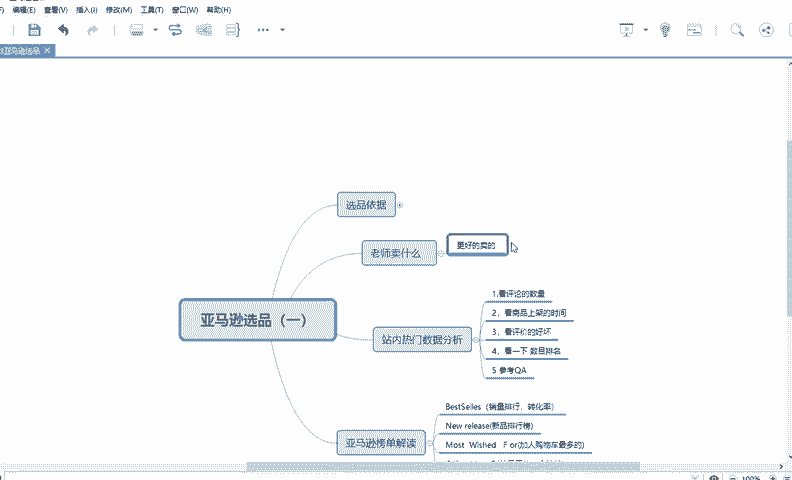 编辑(E) 查看(V) 插入(I) 修改(M) 工具(T) 窗口(W) 帮助(H)
亚马逊选品
选品依据
老师卖什么
更好的卖的
亚马逊选品（一）
站内热门数据分析
1.看评论的数量
2、看商品上架的时间
3、看评价的好坏
4、看一下 类目排名
5 参考QA
亚马逊榜单解读
BestSelles（销量排行，转化率）
New release(新品排行榜)
Most Wished F or(加入购物车最多的)
100%